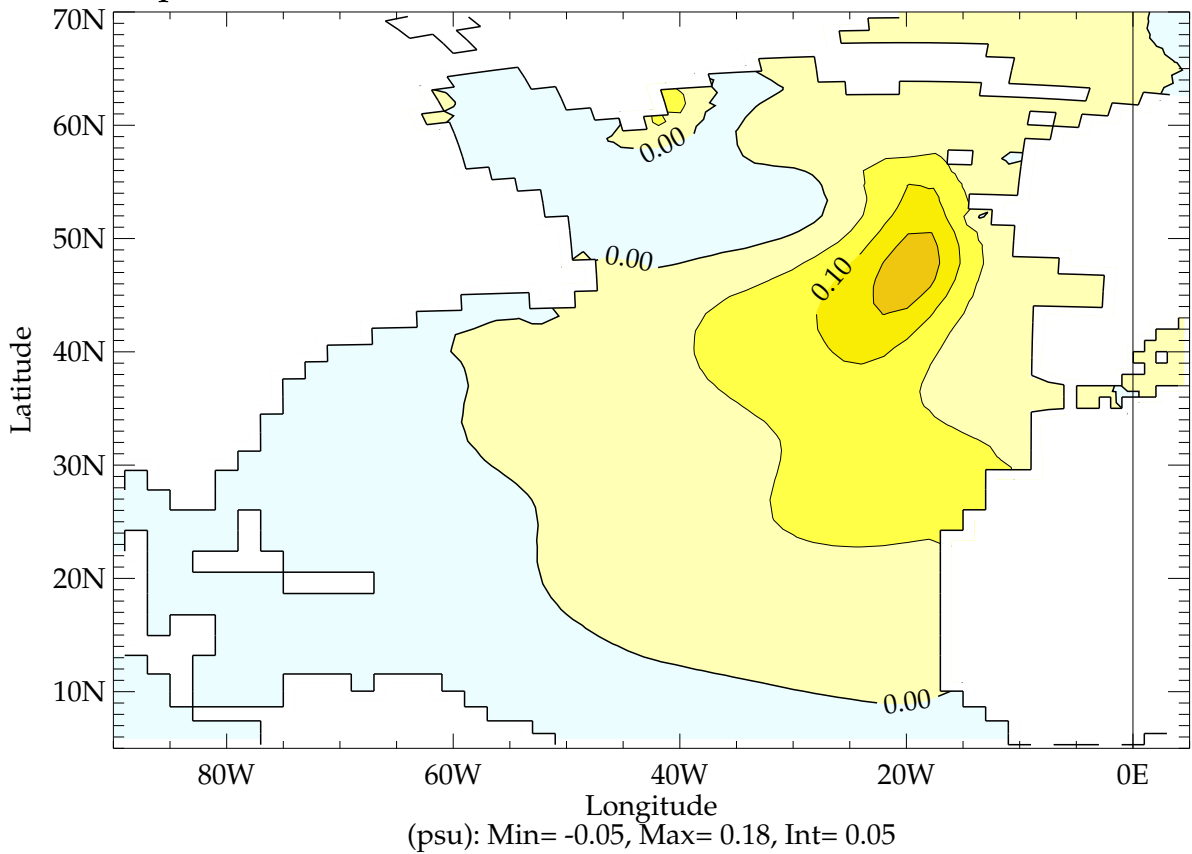 70N
60N
50N
40N
30N
20N
10N
Latitude
0.00
0.00
0.10
0.00
80W 60W 40W 20W 0E
Longitude
(psu): Min= -0.05, Max= 0.18, Int= 0.05